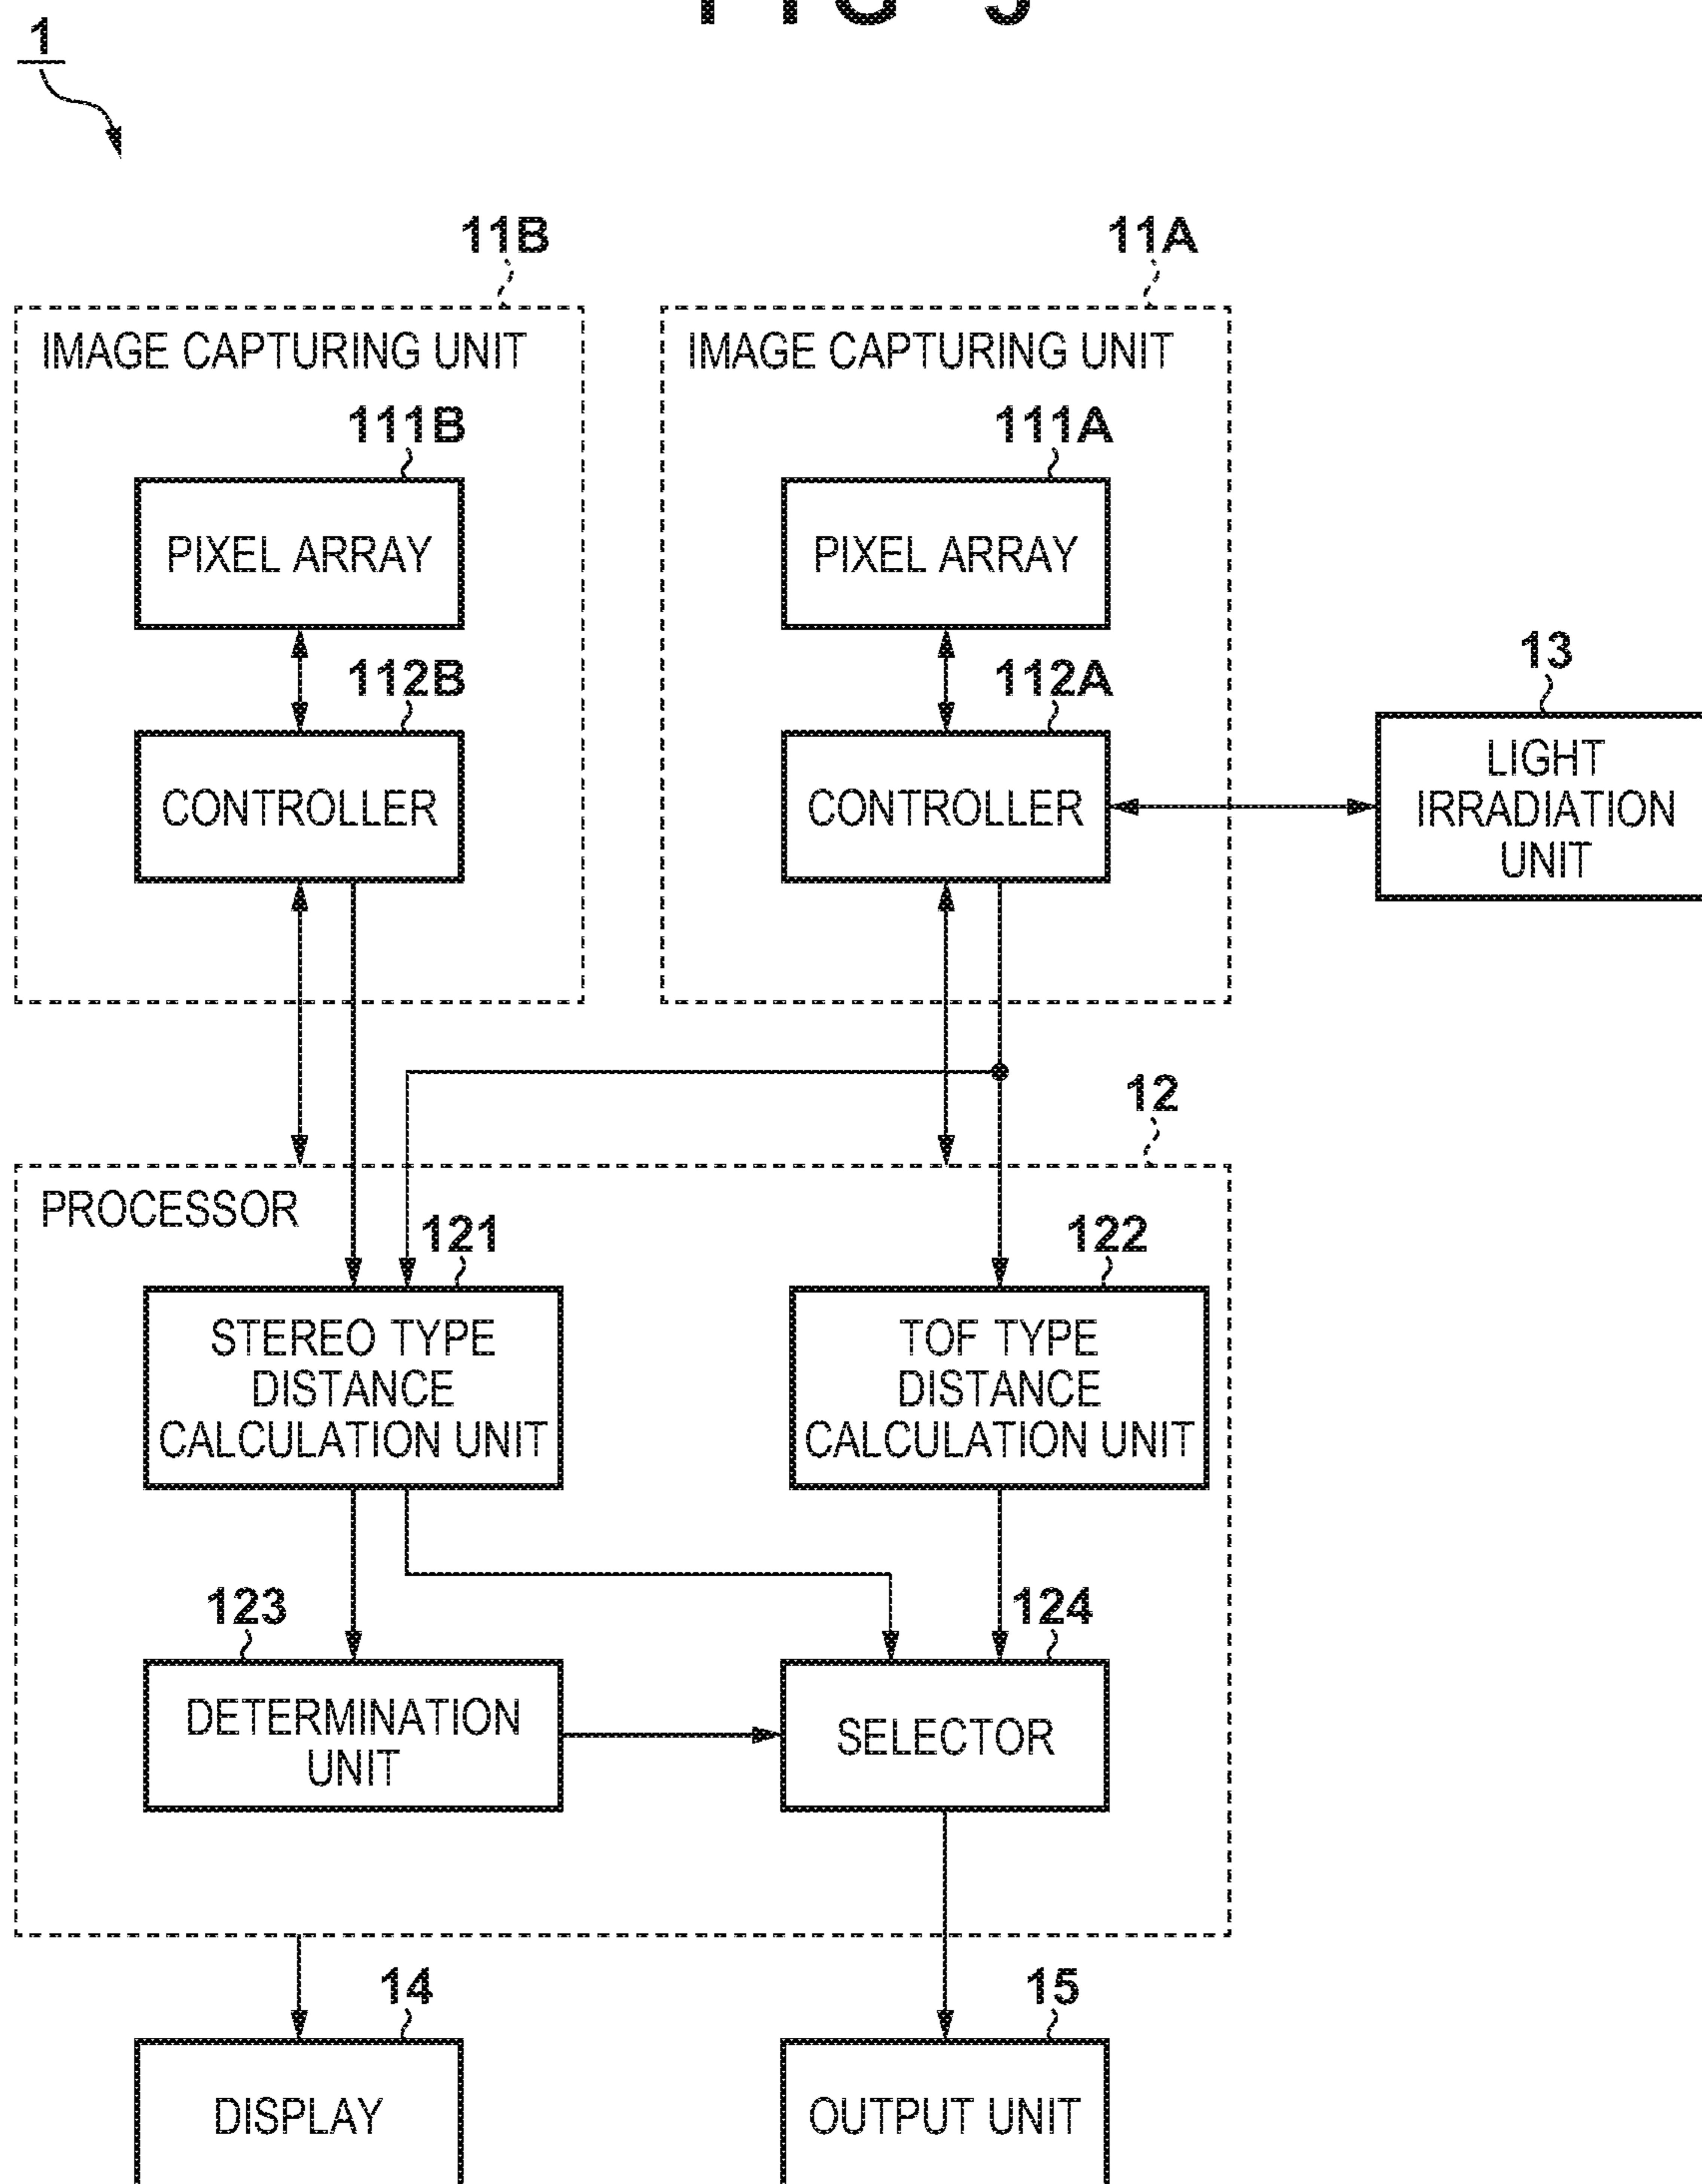 FIG
1
11B
11A
IMAGE CAPTURING UNIT
IMAGE CAPTURING UNIT
111B
111A
PIXEL ARRAY
PIXEL ARRAY
112B
112A
13
CONTROLLER
CONTROLLER
LIGHT
IRRADIATION
UNIT
12
PROCESSOR
121
122
STEREO TYPE
DISTANCE
CALCULATION UNIT
TOF TYPE
DISTANCE
CALCULATION UNIT
123
124
DETERMINATION
UNIT
SELECTOR
14
15
DISPLAY
OUTPUT UNIT